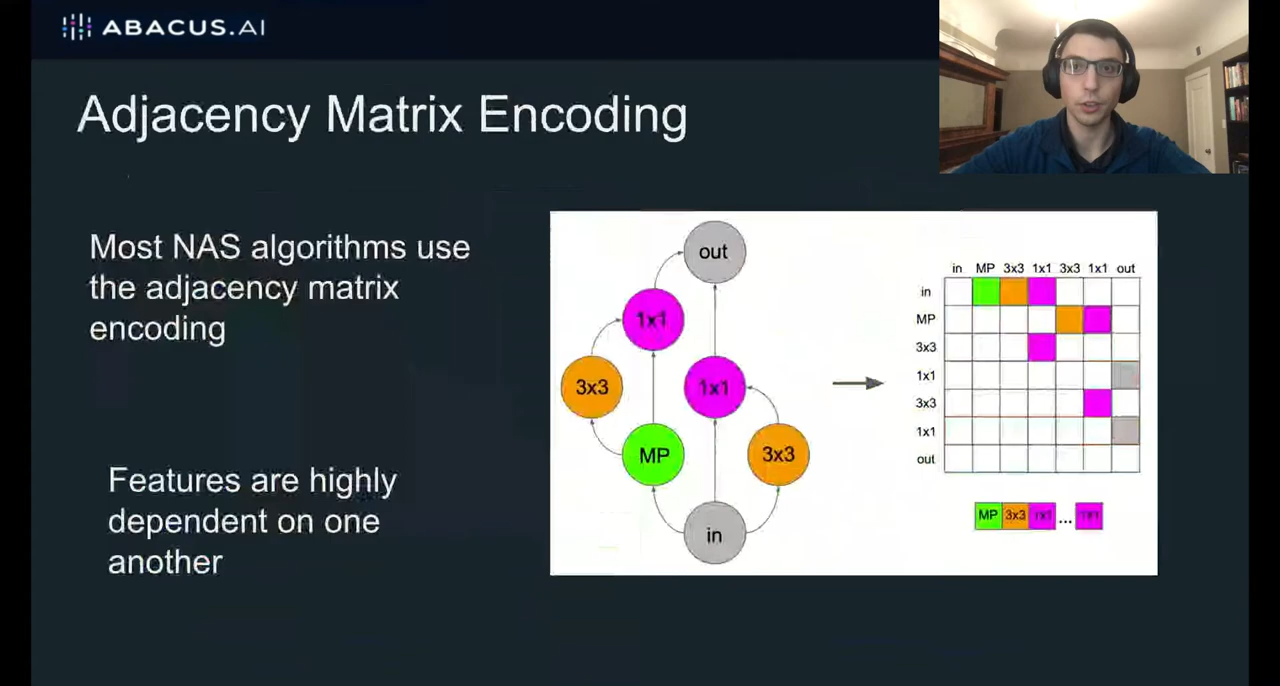 ABACUS.AI
Adjacency Matrix Encoding
Most NAS algorithms use
the adjacency matrix
encoding
Features are highly
dependent on one
another
out
1x1
3x3
1x1
MP
3x3
in
in MP 3x3 1x1 3x3 1x1 out
in
MP
3x3
1x1
3x3
1x1
out
MP 3x3 1x1 ... 1x1